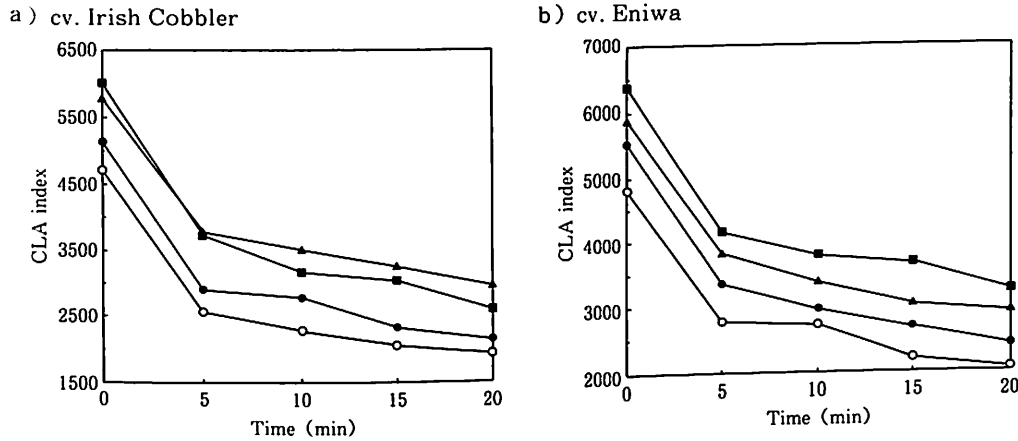 a) cv. Irish Cobbler
6500
5500
4500
3500
2500
1500
CLA index
0 5 10 15 20
Time (min)
b) cv. Eniwa
7000
6000
5000
4000
3000
2000
CLA index
0 5 10 15 20
Time (min)